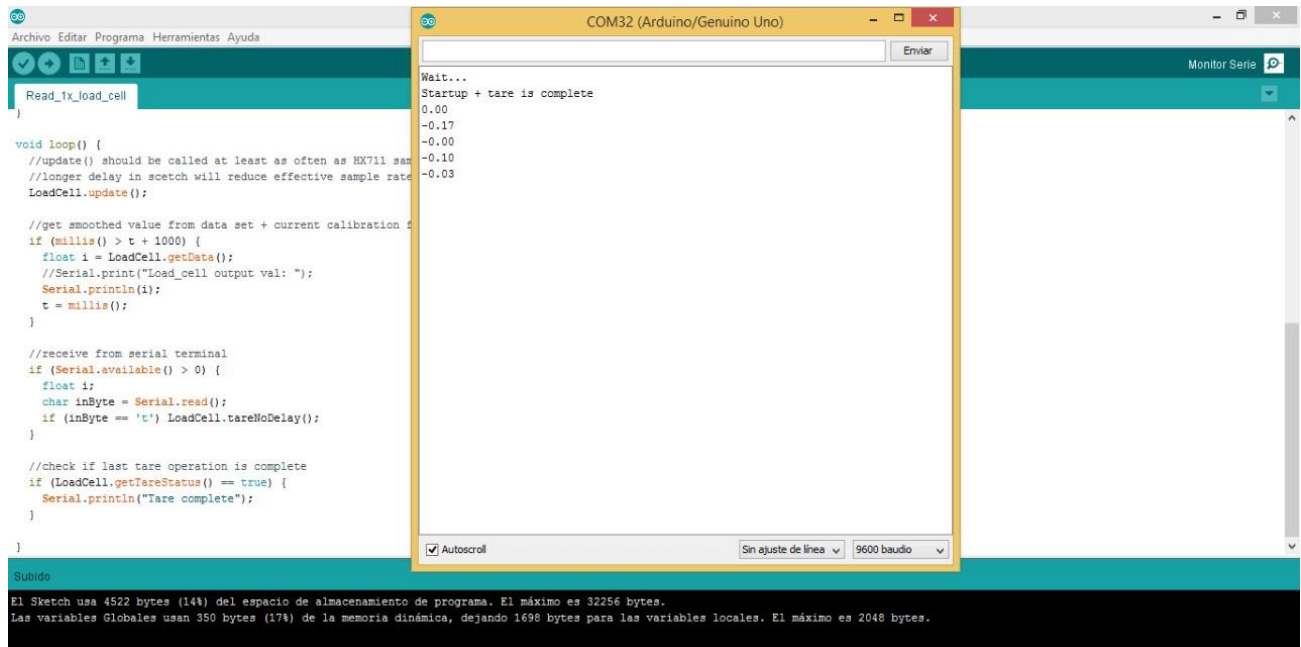 Archivo Editar Programa Herramientas Ayuda
Monitor Serie
Read_1x_load_cell
}
void loop() {
//update() should be called at least as often as HX711 sam
//longer delay in scetch will reduce effective sample rate
LoadCell.update();
//get smoothed value from data set + current calibration f
if (millis() > t + 1000) {
float i = LoadCell.getData();
//Serial.print("Load_cell output val: ");
Serial.println(i);
t = millis();
}
//receive from serial terminal
if (Serial.available() > 0) {
float i;
char inByte = Serial.read();
if (inByte == 't') LoadCell.tareNoDelay();
}
//check if last tare operation is complete
if (LoadCell.getTareStatus() == true) {
Serial.println("Tare complete");
}
}
COM32 (Arduino/Genuino Uno)
Enviar
Wait...
Startup + tare is complete
0.00
-0.17
-0.00
-0.10
-0.03
Autoscroll
Sin ajuste de línea
9600 baudio
Subido
El Sketch usa 4522 bytes (14%) del espacio de almacenamiento de programa. El máximo es 32256 bytes.
Las variables Globales usan 350 bytes (17%) de la memoria dinámica, dejando 1698 bytes para las variables locales. El máximo es 2048 bytes.